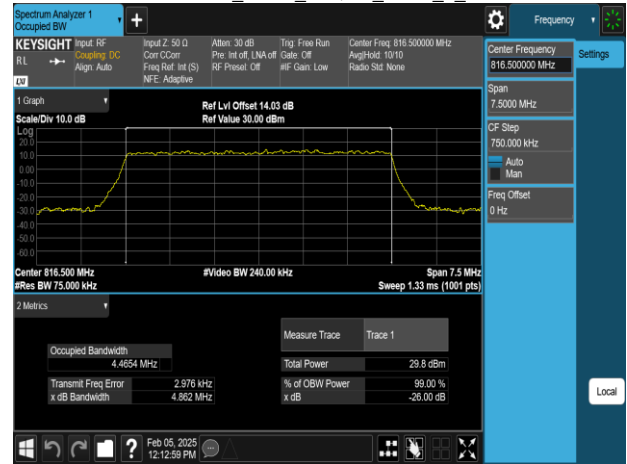 Spectrum Analyzer 1
Occupied BW
Frequency
KEYSIGHT
RL
LXI
Input: RF
Coupling: DC
Align: Auto
Input Z: 50 Ω
Corr CCorr
Freq Ref: Int (S)
NFE: Adaptive
Atten: 30 dB
Pre: Int off, LNA off
RF Presel: Off
Trig: Free Run
Gate: Off
#IF Gain: Low
Center Freq: 816.500000 MHz
Avg|Hold: 10/10
Radio Std: None
Center Frequency
816.500000 MHz
Settings
Span
7.5000 MHz
CF Step
750.000 kHz
Auto
Man
Freq Offset
0 Hz
Local
1 Graph
Scale/Div 10.0 dB
Ref Lvl Offset 14.03 dB
Ref Value 30.00 dBm
Log
20.0
10.0
0.00
-10.0
-20.0
-30.0
-40.0
-50.0
-60.0
Center 816.500 MHz
#Video BW 240.00 kHz
Span 7.5 MHz
#Res BW 75.000 kHz
Sweep 1.33 ms (1001 pts)
2 Metrics
Measure Trace
Trace 1
Occupied Bandwidth
4.4654 MHz
Total Power
29.8 dBm
Transmit Freq Error
2.976 kHz
% of OBW Power
99.00 %
x dB Bandwidth
4.862 MHz
x dB
-26.00 dB
Feb 05, 2025
12:12:59 PM